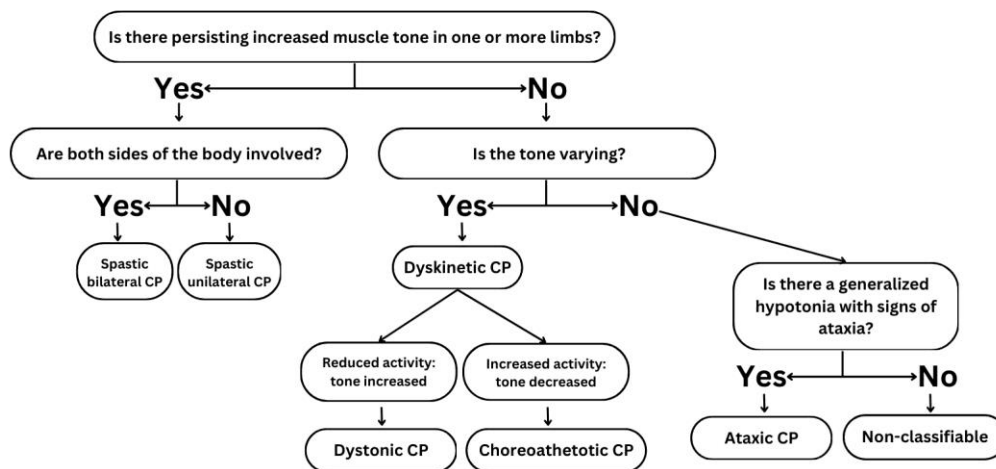 Is there persisting increased muscle tone in one or more limbs?
Yes
No
Are both sides of the body involved?
Is the tone varying?
Yes
No
Yes
No
Spastic
bilateral CP
Spastic
unilateral CP
Dyskinetic CP
Is there a generalized
hypotonia with signs of
ataxia?
Reduced activity:
tone increased
Increased activity:
tone decreased
Yes
No
Dystonic CP
Choreoathetotic CP
Ataxic CP
Non-classifiable